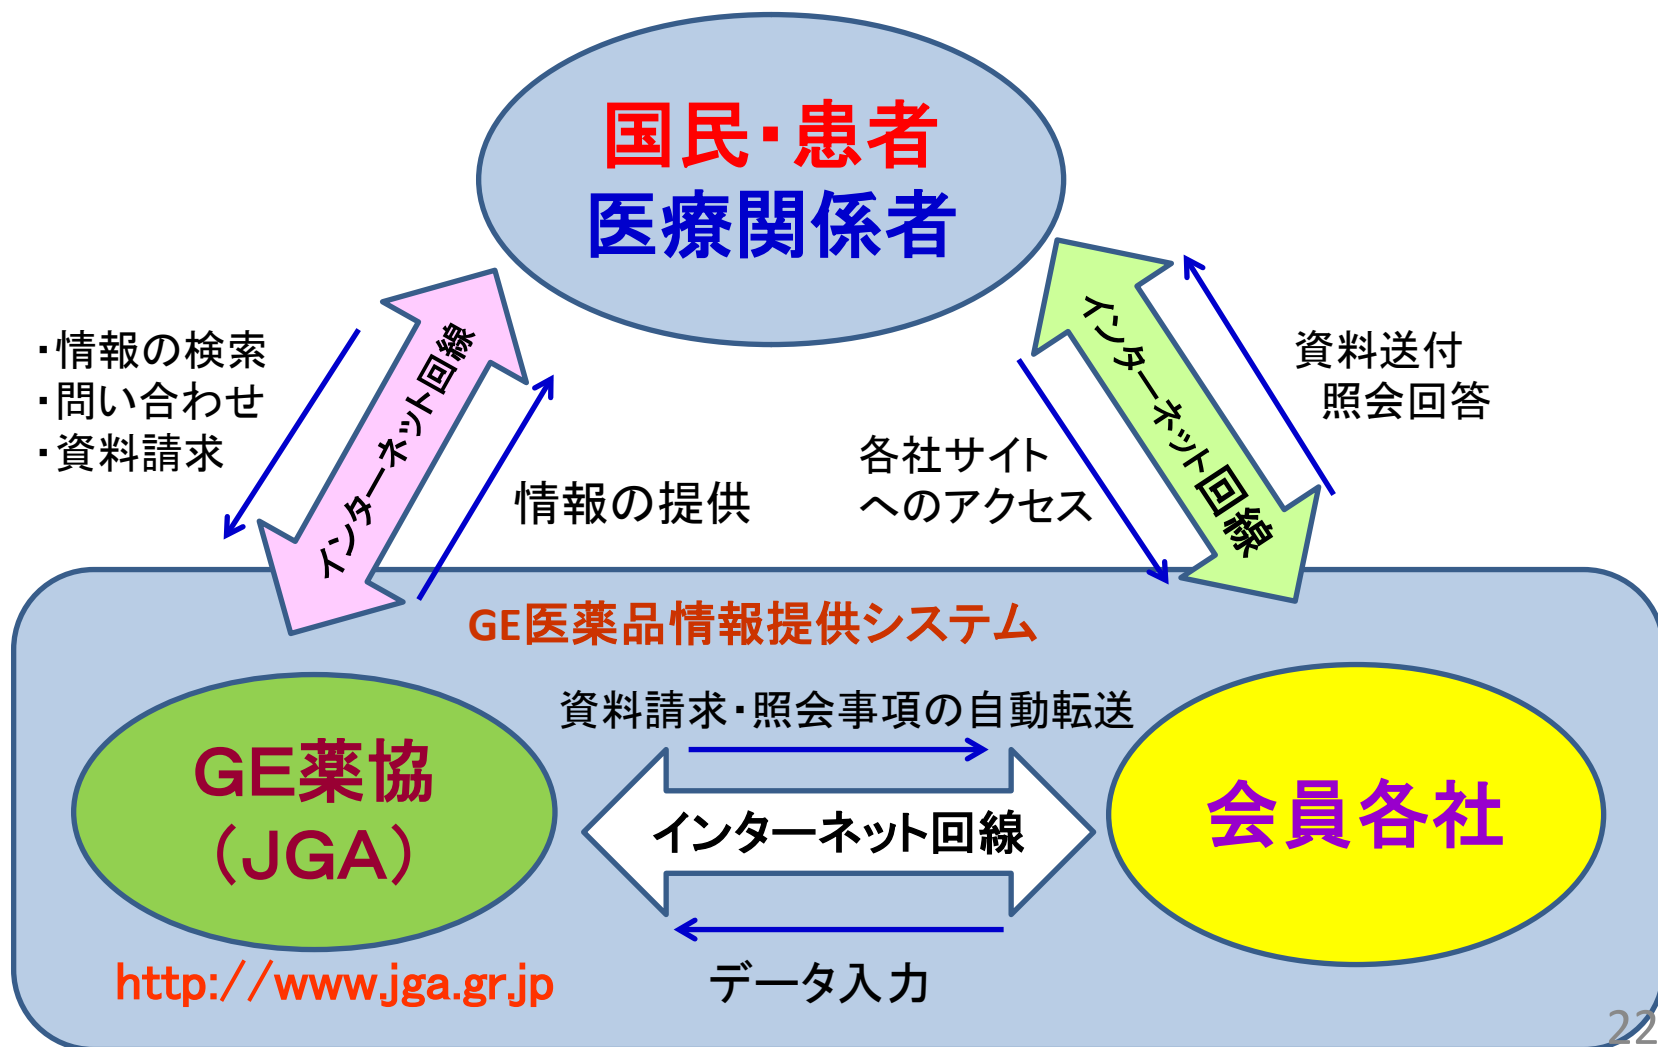 国民・患者
医療関係者
・情報の検索
・問い合わせ
・資料請求
インターネット回線
情報の提供
インターネット回線
各社サイト
へのアクセス
資料送付
照会回答
GE医薬品情報提供システム
資料請求・照会事項の自動転送
GE薬協
（JGA）
インターネット回線
会員各社
http://www.jga.gr.jp
データ入力
22